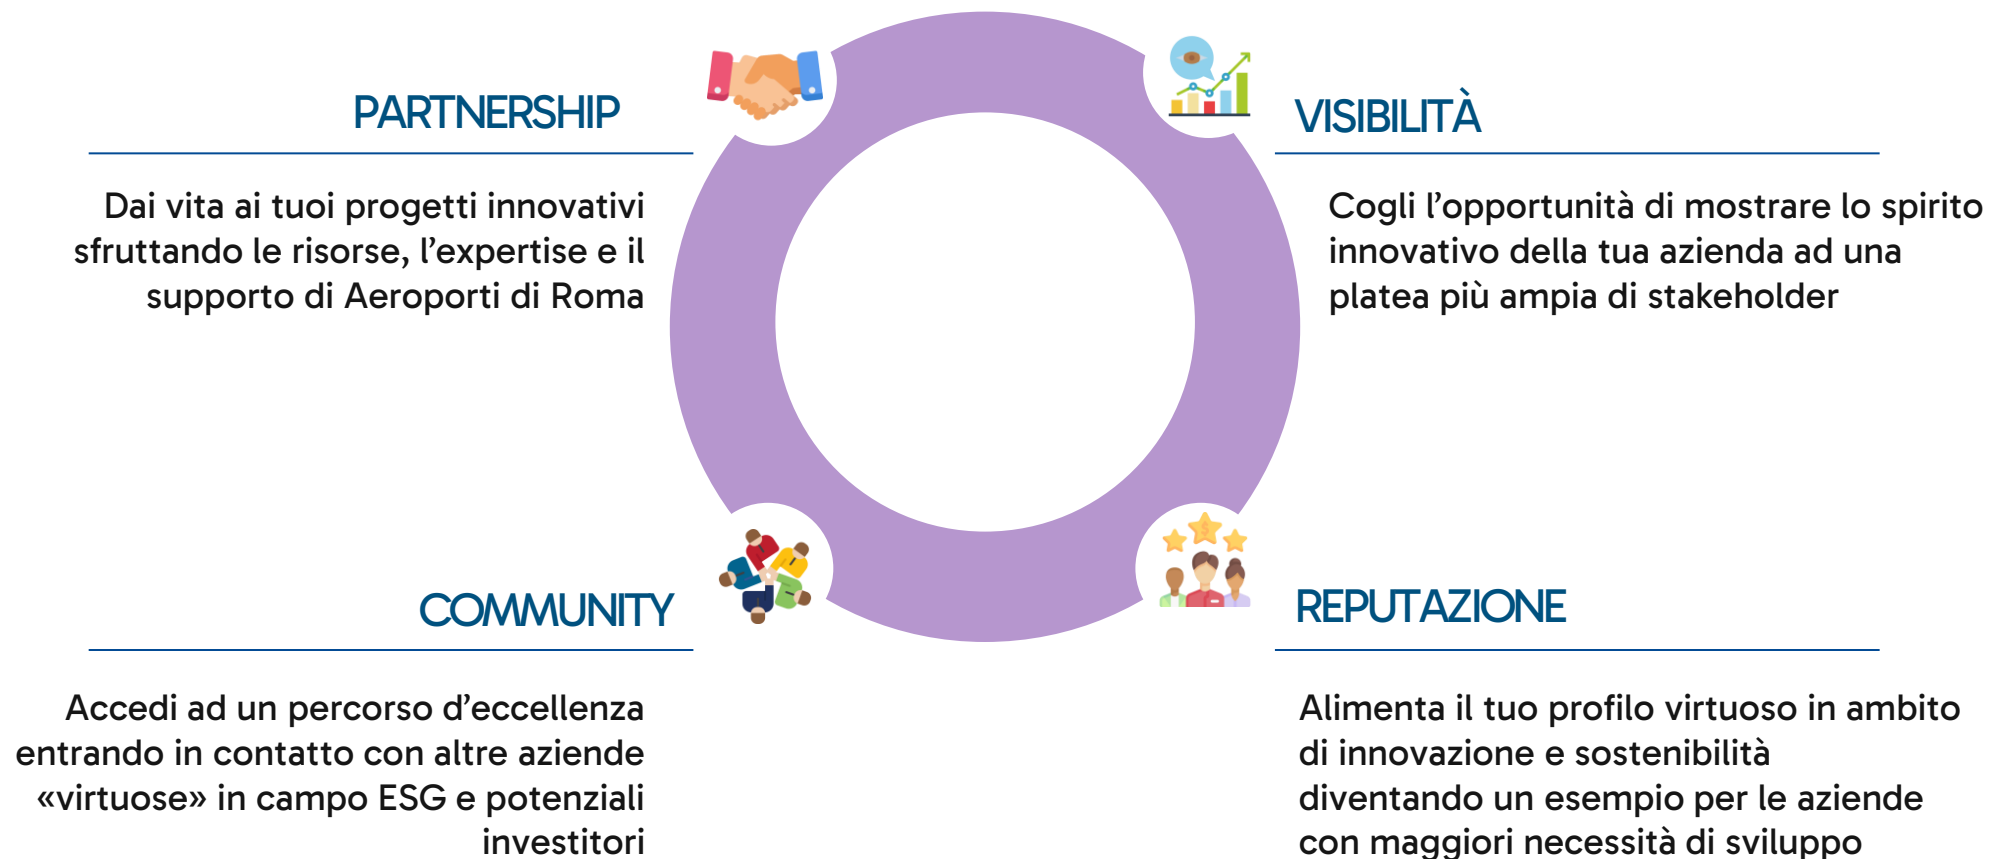 PARTNERSHIP
Dai vita ai tuoi progetti innovativi
sfruttando le risorse, l’expertise e il
supporto di Aeroporti di Roma
VISIBILITÀ
Cogli l’opportunità di mostrare lo spirito
innovativo della tua azienda ad una
platea più ampia di stakeholder
COMMUNITY
Accedi ad un percorso d’eccellenza
entrando in contatto con altre aziende
«virtuose» in campo ESG e potenziali
investitori
REPUTAZIONE
Alimenta il tuo profilo virtuoso in ambito
di innovazione e sostenibilità
diventando un esempio per le aziende
con maggiori necessità di sviluppo